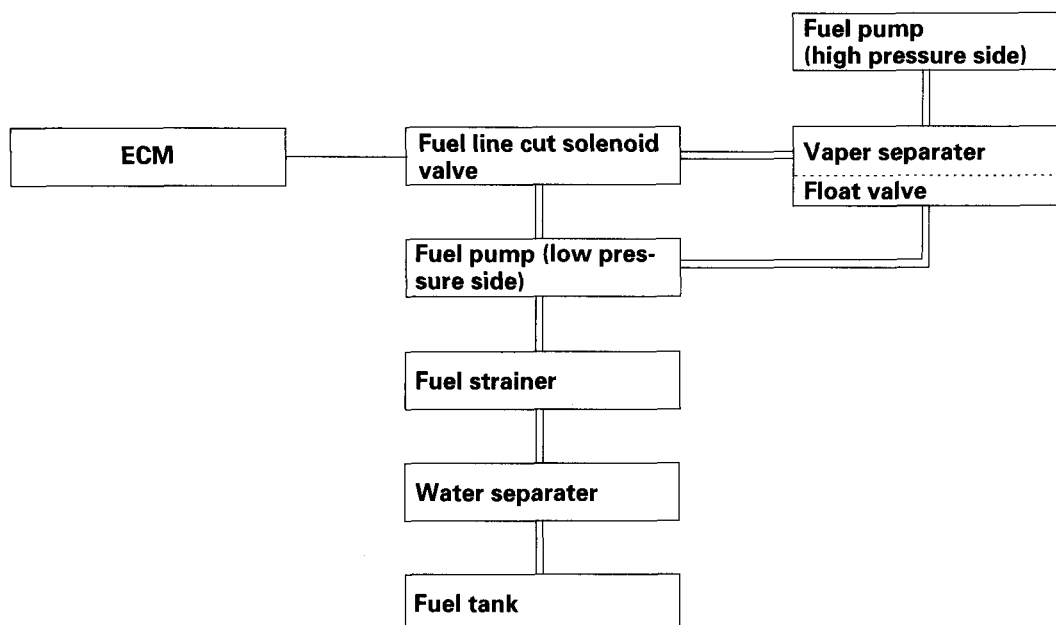 Fuel pump
(high pressure side)
ECM
Fuel line cut solenoid
valve
Vaper separater
Float valve
Fuel pump (low pres-
sure side)
Fuel strainer
Water separater
Fuel tank